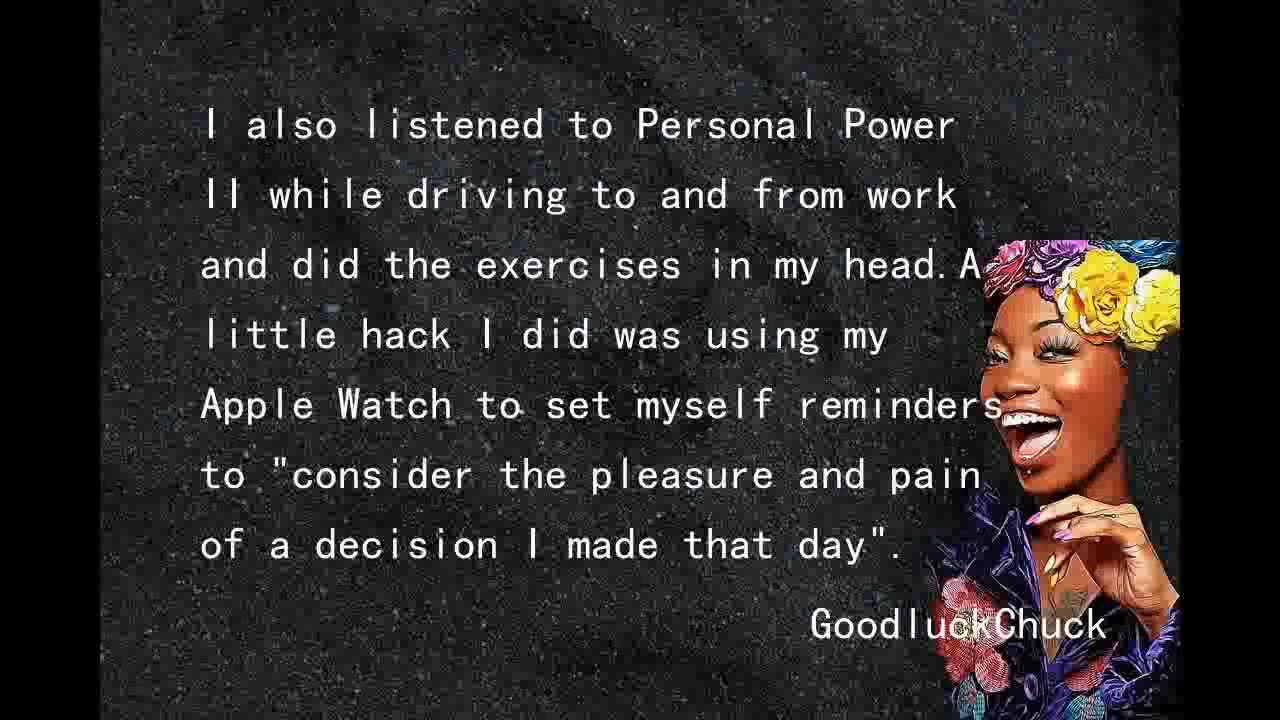 I also listened to Personal Power
II while driving to and from work
and did the exercises in my head. A
little hack I did was using my
Apple Watch to set myself reminders
to "consider the pleasure and pain
of a decision I made that day".
GoodluckChuck